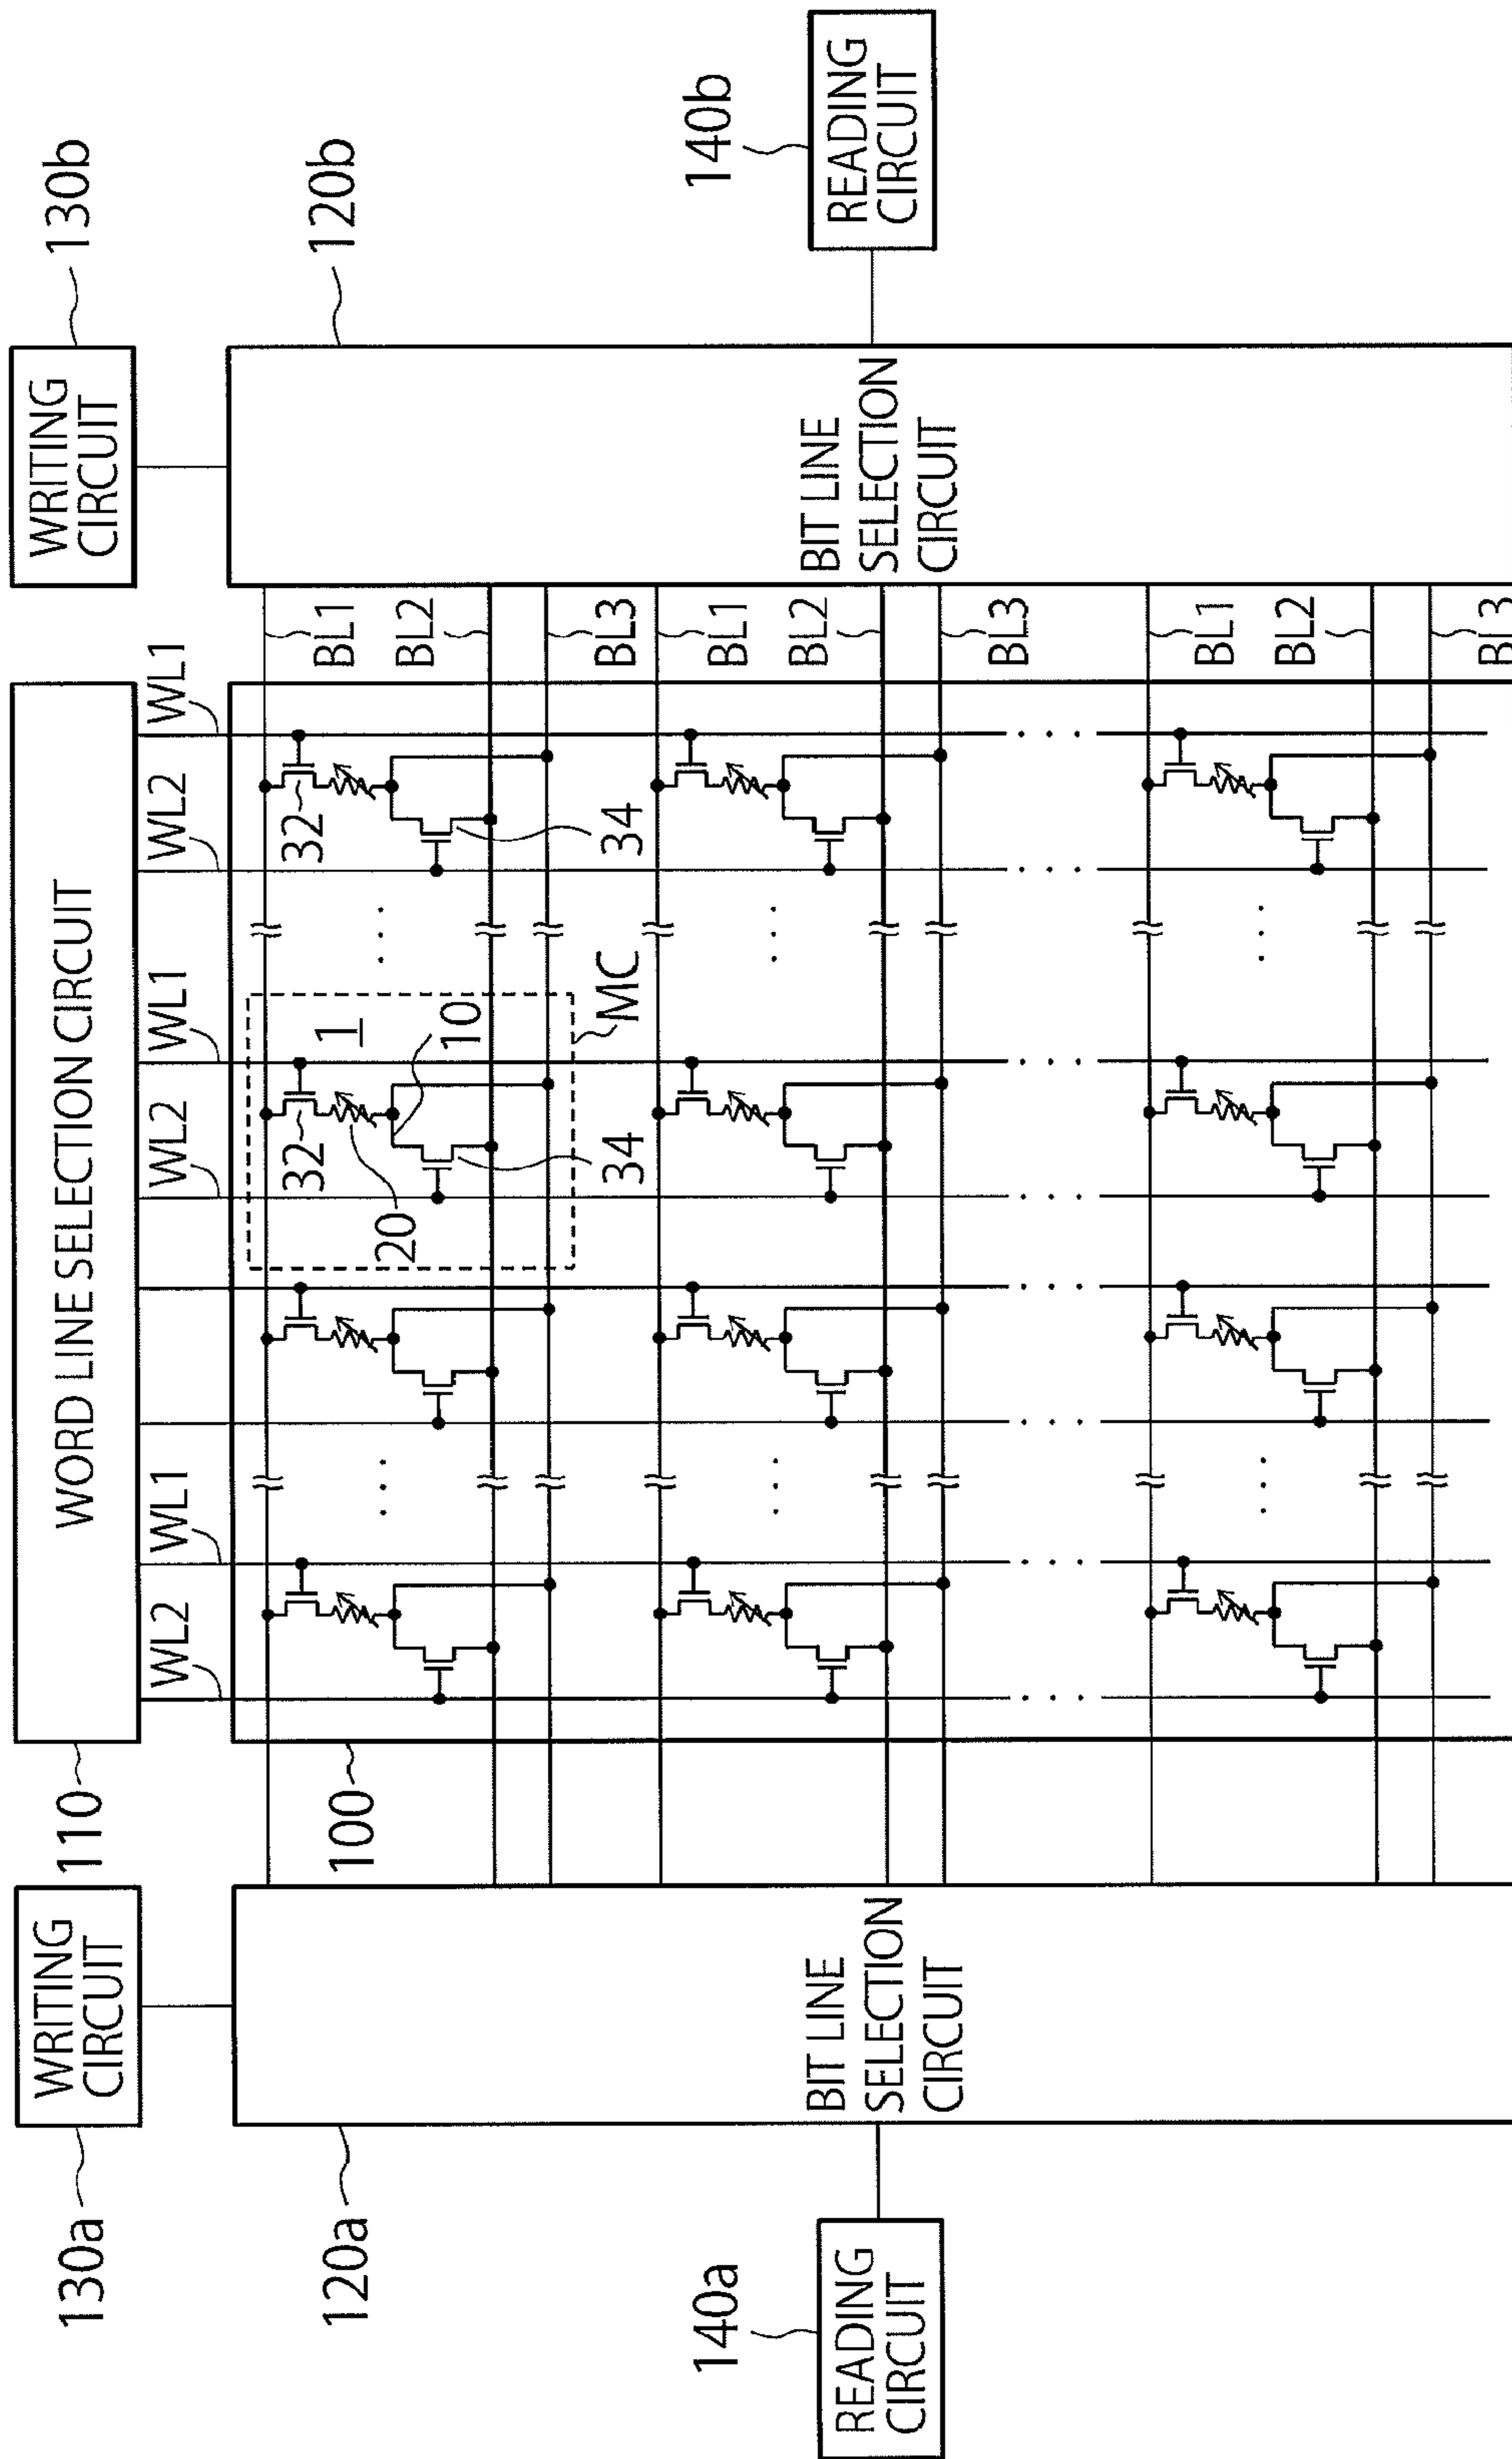 130a
WRITING
CIRCUIT
110
WORD LINE SELECTION CIRCUIT
WRITING
CIRCUIT
130b
WL2
WL1
WL2
WL1
WL2
WL1
120a
100
32
1
32
BL1
120b
20
10
BL2
34
MC
34
BL3
140a
BL1
140b
BL2
READING
CIRCUIT
BIT LINE
SELECTION
CIRCUIT
BIT LINE
SELECTION
CIRCUIT
READING
CIRCUIT
BL3
BL1
BL2
BL3